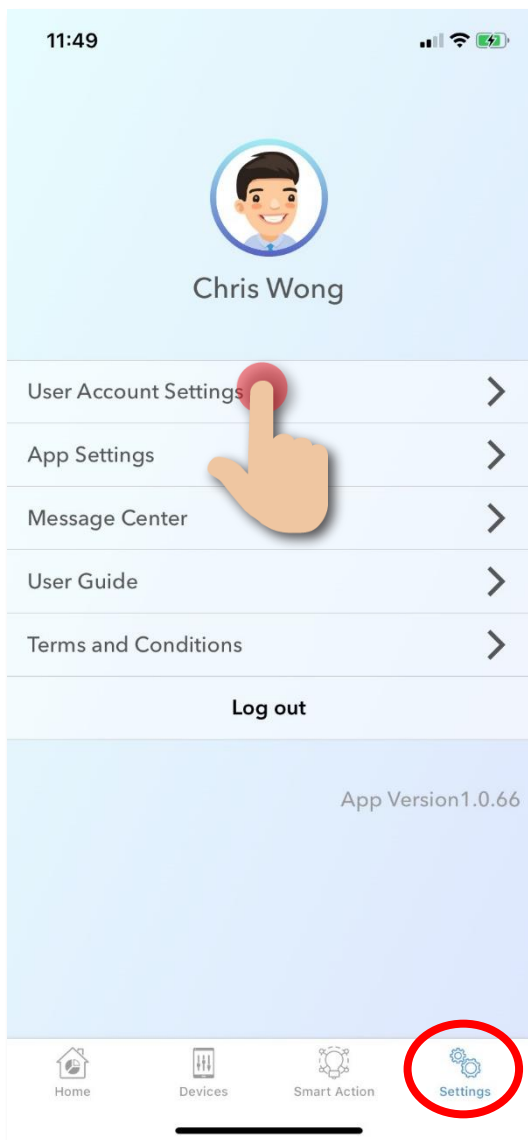 11:49
Chris Wong
User Account Settings
App Settings
Message Center
User Guide
Terms and Conditions
Log out
App Version1.0.66
Home Devices Smart Action Settings